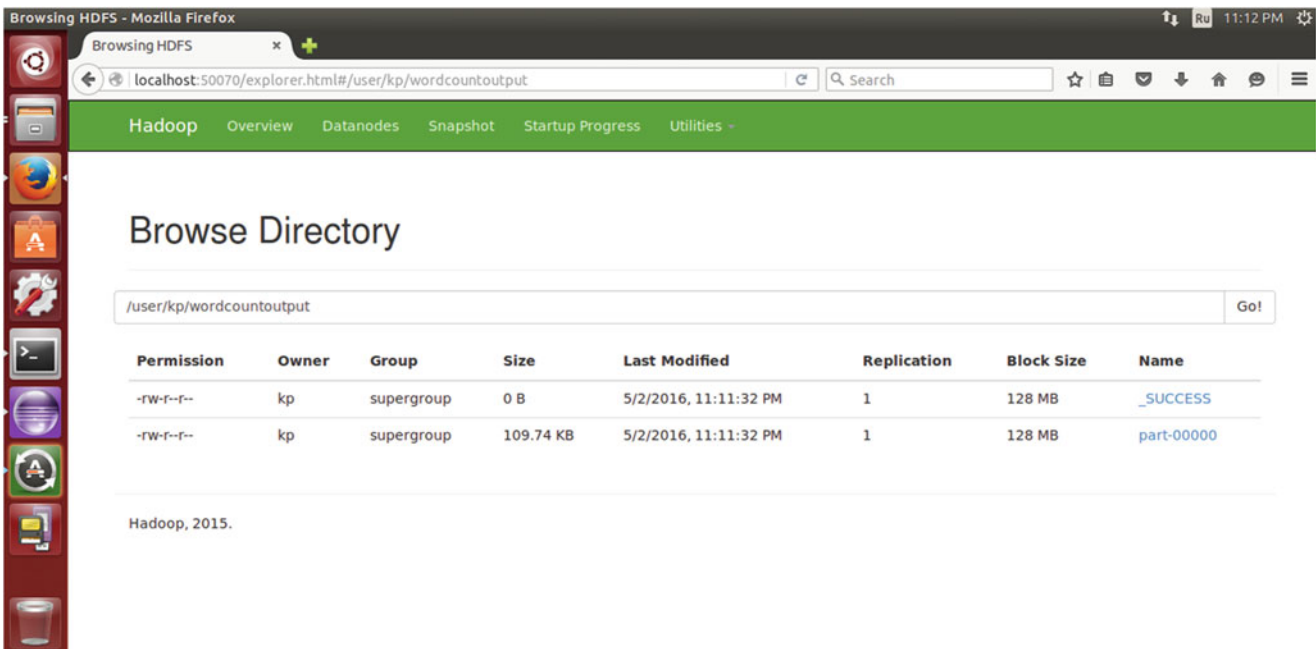 Browsing HDFS - Mozilla Firefox Ru 11:12 PM
Browsing HDFS
localhost:50070/explorer.html#/user/kp/wordcountoutput Search
Hadoop Overview Datanodes Snapshot Startup Progress Utilities
Browse Directory
/user/kp/wordcountoutput Go!
Permission Owner Group Size Last Modified Replication Block Size Name
-rw-r--r-- kp supergroup 0 B 5/2/2016, 11:11:32 PM 1 128 MB _SUCCESS
-rw-r--r-- kp supergroup 109.74 KB 5/2/2016, 11:11:32 PM 1 128 MB part-00000
Hadoop, 2015.